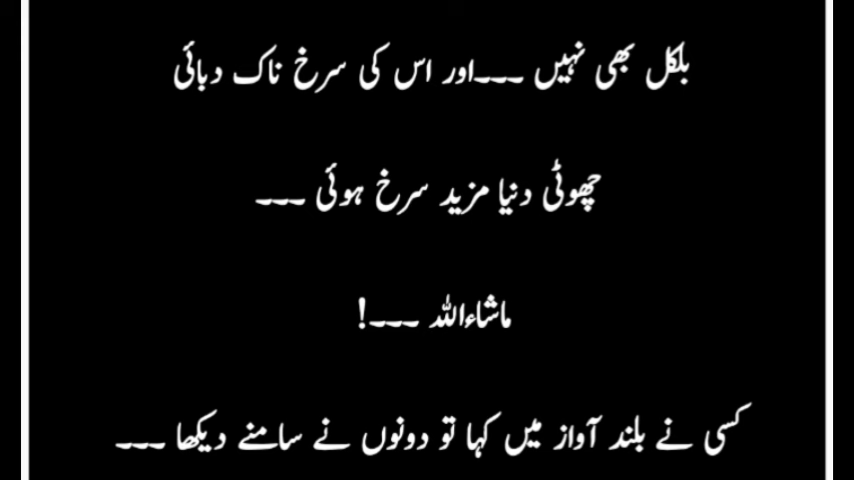 بلکل بھی نہیں ۔۔۔اور اس کی سرخ ناک دبائی
چھوٹی دنیا مزید سرخ ہوئی ۔۔۔
ماشاءاللہ ۔۔۔!
کسی نے بلند آواز میں کہا تو دونوں نے سامنے دیکھا ۔۔۔